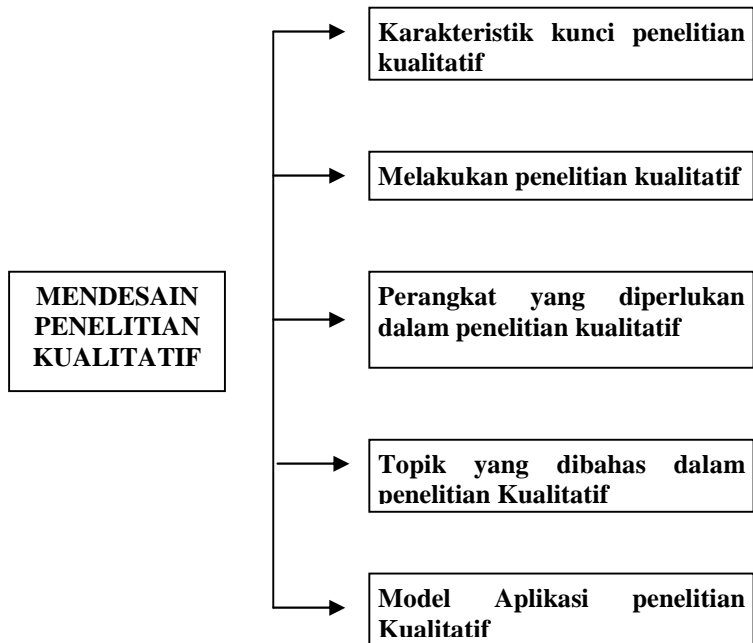 Karakteristik kunci penelitian
kualitatif
Melakukan penelitian kualitatif
MENDESAIN
PENELITIAN
KUALITATIF
Perangkat yang diperlukan
dalam penelitian kualitatif
Topik yang dibahas dalam
penelitian Kualitatif
Model Aplikasi penelitian
Kualitatif